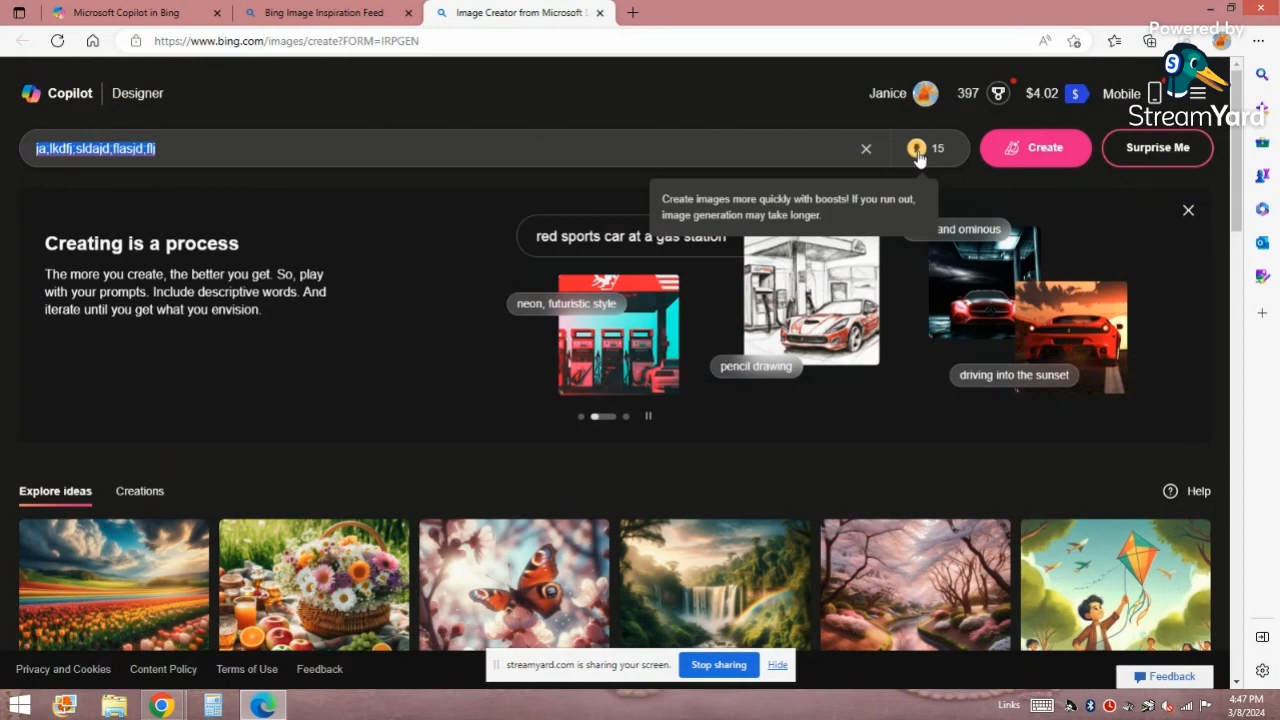 Microsoft Copilot in Bing
Bing Image Inspiration Feed
Image Creator from Microsoft
https://www.bing.com/images/create?FORM=IRPGEN
Powered by
StreamYard
Copilot
Designer
Janice
397
$4.02
Mobile
ja;lkdfj;sldajd;flasjd;flj
15
Create
Surprise Me
Create images more quickly with boosts! If you run out,
image generation may take longer.
Creating is a process
The more you create, the better you get. So, play
with your prompts. Include descriptive words. And
iterate until you get what you envision.
red sports car at a gas station
and ominous
neon, futuristic style
pencil drawing
driving into the sunset
Explore ideas
Creations
Help
Privacy and Cookies
Content Policy
Terms of Use
Feedback
streamyard.com is sharing your screen.
Stop sharing
Hide
Feedback
Links
4:47 PM
3/8/2024